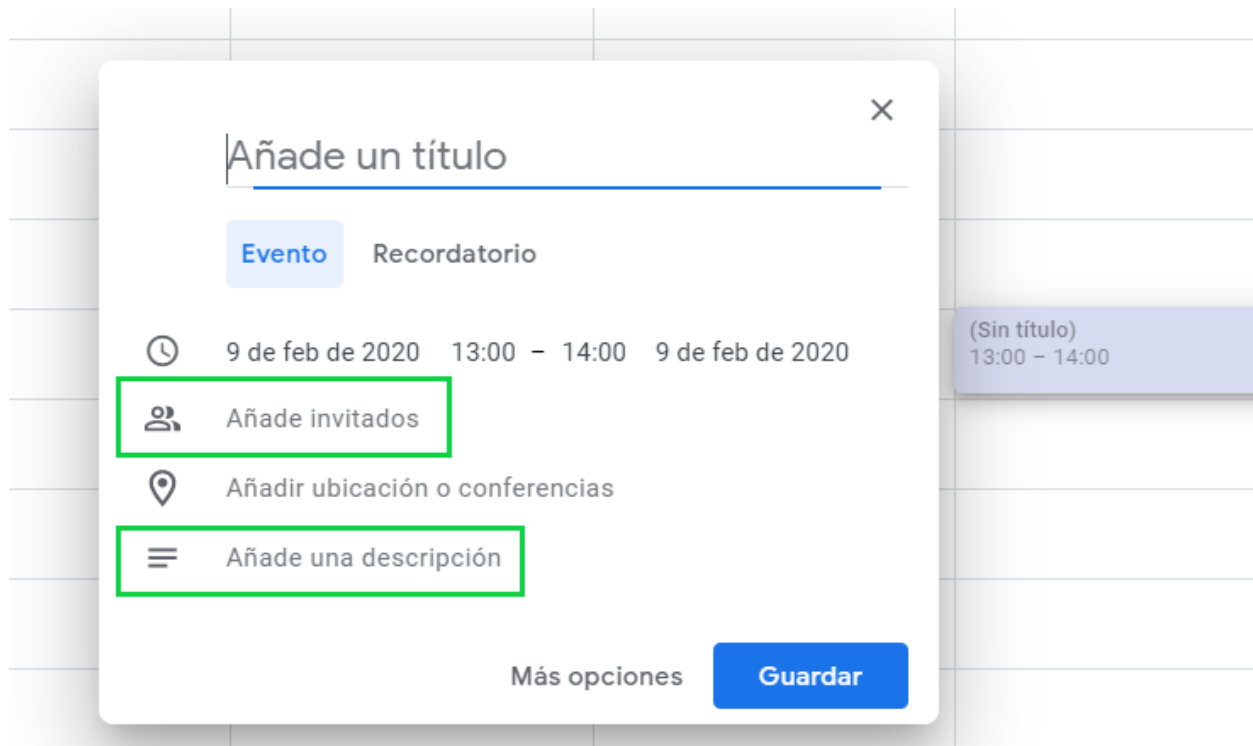 Añade un título
Evento Recordatorio
9 de feb de 2020 13:00 – 14:00 9 de feb de 2020
Añade invitados
Añadir ubicación o conferencias
Añade una descripción
Más opciones Guardar
(Sin título)
13:00 – 14:00